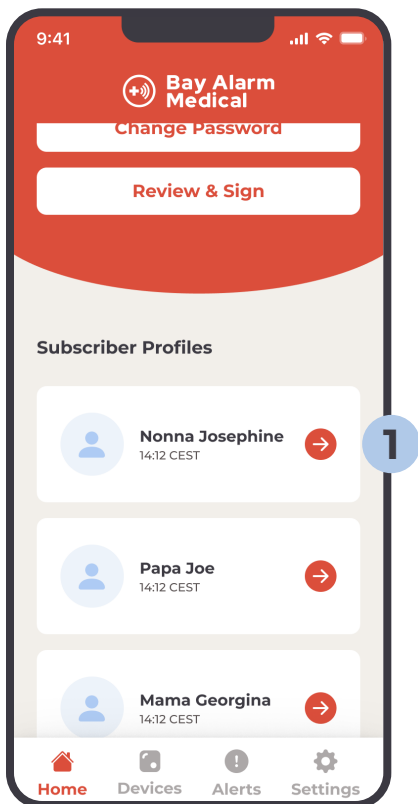 9:41
Bay Alarm
Medical
Change Password
Review & Sign
Subscriber Profiles
Nonna Josephine
14:12 CEST
1
Papa Joe
14:12 CEST
Mama Georgina
14:12 CEST
Home Devices Alerts Settings